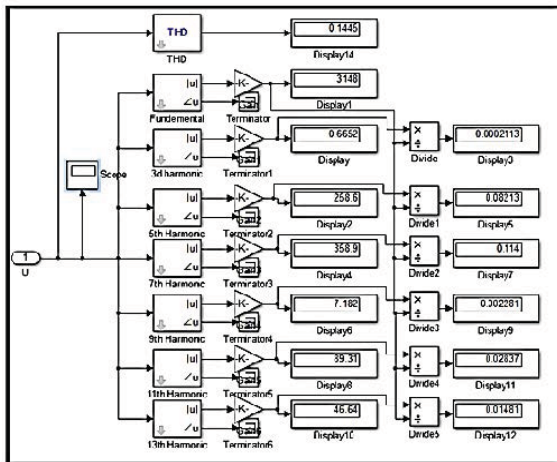 THD
0.1445
THD
Display14
|u|
∠u
-K-
3148
Fundemental
Terminator
Display1
|u|
∠u
-K-
0.6652
×
÷
0.0002113
3d harmonic
Terminator1
Display
Divide
Display3
Scope
|u|
∠u
-K-
258.6
×
÷
0.08213
5th Harmonic
Terminator2
Display2
Divide1
Display5
1
U
|u|
∠u
-K-
358.9
×
÷
0.114
7th Harmonic
Terminator3
Display4
Divide2
Display7
|u|
∠u
-K-
7.182
×
÷
0.002281
9th Harmonic
Terminator4
Display6
Divide3
Display9
|u|
∠u
-K-
89.31
×
÷
0.02837
11th Harmonic
Terminator5
Display8
Divide4
Display11
|u|
∠u
-K-
46.64
×
÷
0.01481
13th Harmonic
Terminator6
Display10
Divide5
Display12